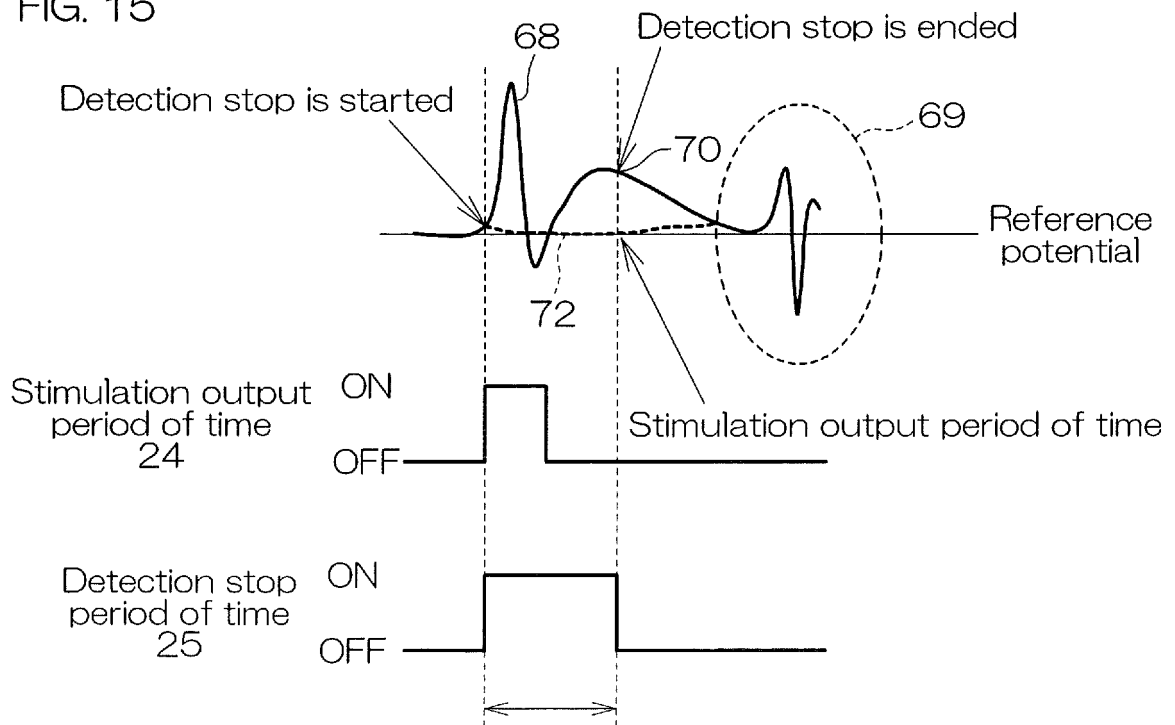 FIG. 15
68
Detection stop is ended
Detection stop is started
70
69
Reference
potential
72
Stimulation output
period of time
24
ON
OFF
Stimulation output period of time
Detection stop
period of time
25
ON
OFF